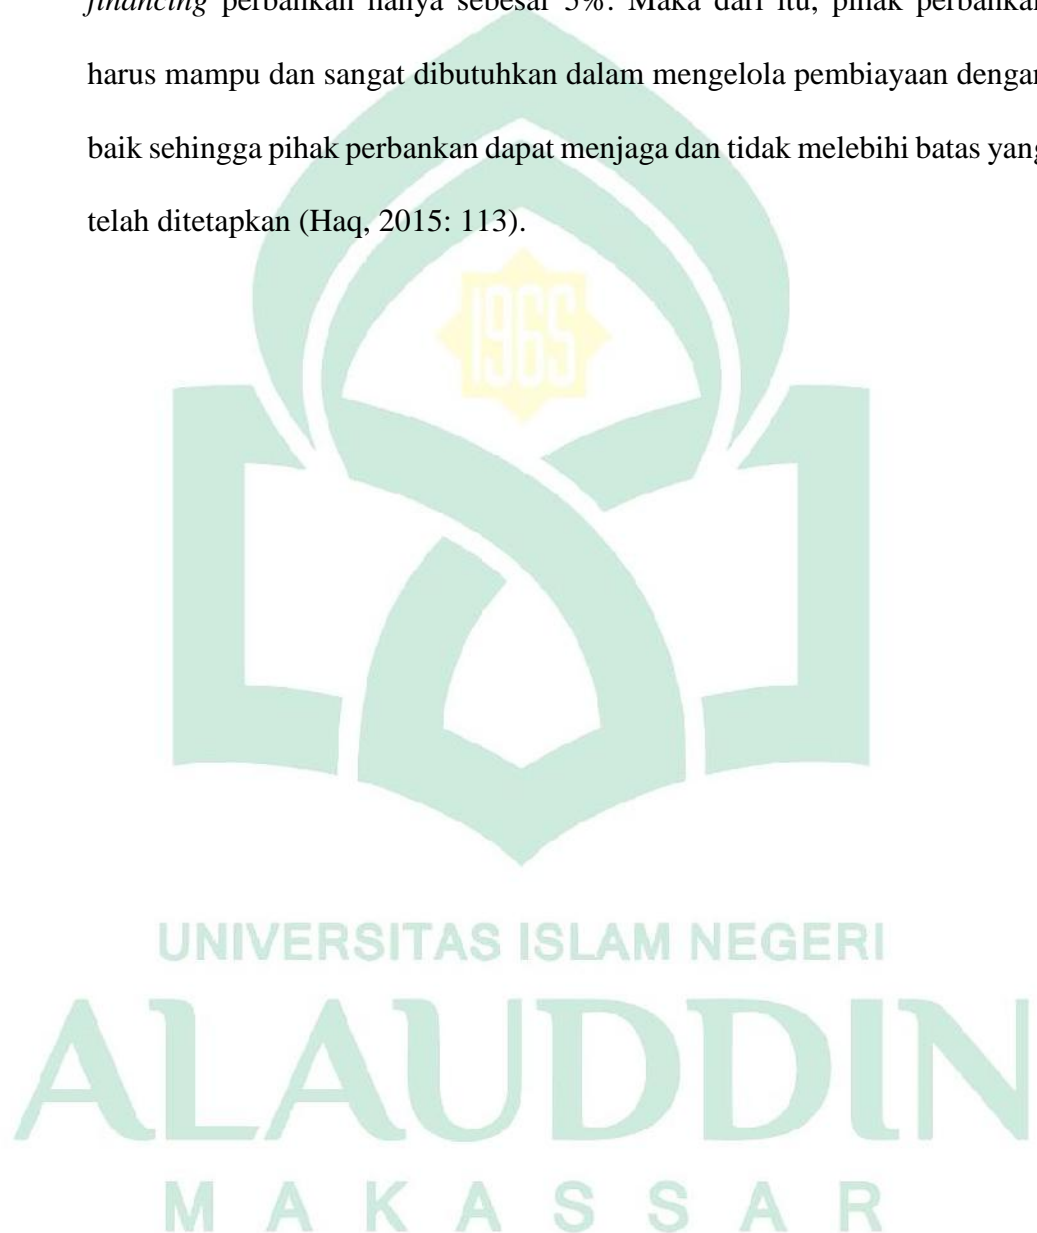 financing perbankan hanya sebesar 5%. Maka dari itu, pihak perbankan
harus mampu dan sangat dibutuhkan dalam mengelola pembiayaan dengan
baik sehingga pihak perbankan dapat menjaga dan tidak melebihi batas yang
telah ditetapkan (Haq, 2015: 113).
1965
UNIVERSITAS ISLAM NEGERI
ALAUDDIN
MAKASSAR